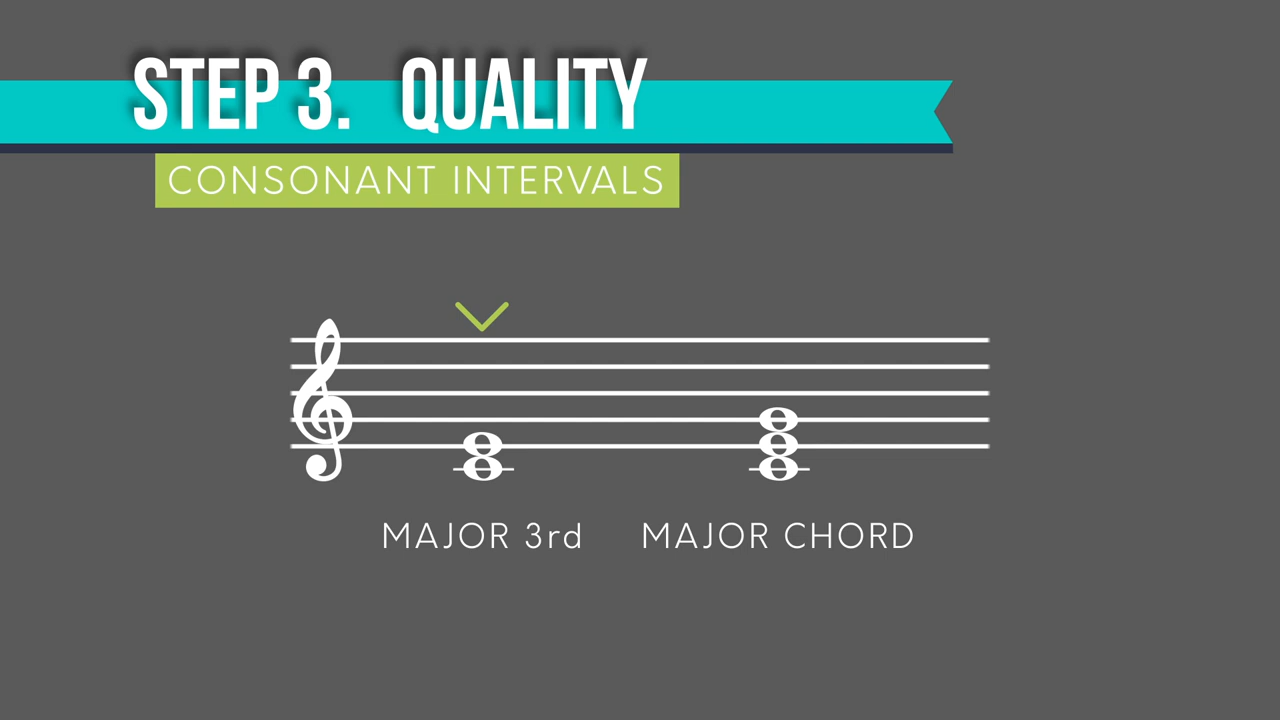 STEP 3. QUALITY
CONSONANT INTERVALS
MAJOR 3rd MAJOR CHORD